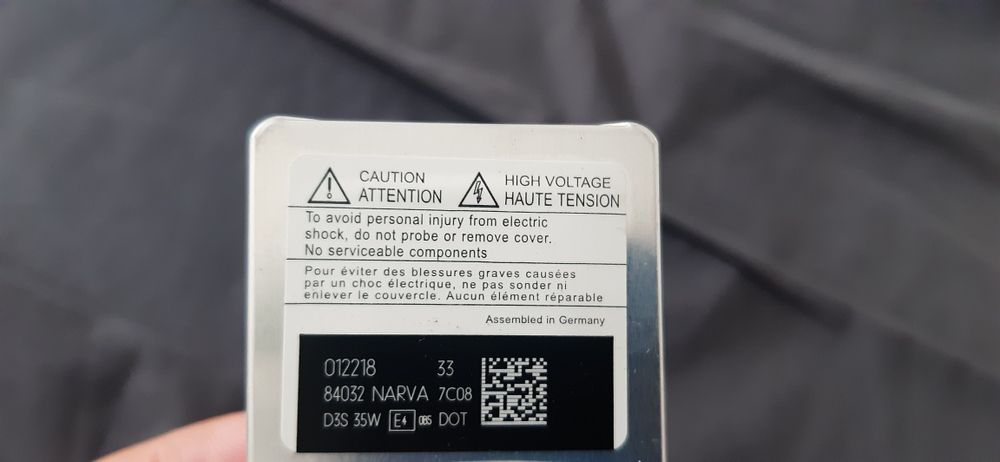 CAUTION
ATTENTION
HIGH VOLTAGE
HAUTE TENSION
To avoid personal injury from electric
shock, do not probe or remove cover.
No serviceable components
Pour éviter des blessures graves causées
par un choc électrique, ne pas sonder ni
enlever le couvercle. Aucun élément réparable
Assembled in Germany
012218 33
84032 NARVA 7C08
D3S 35W E4 085 DOT